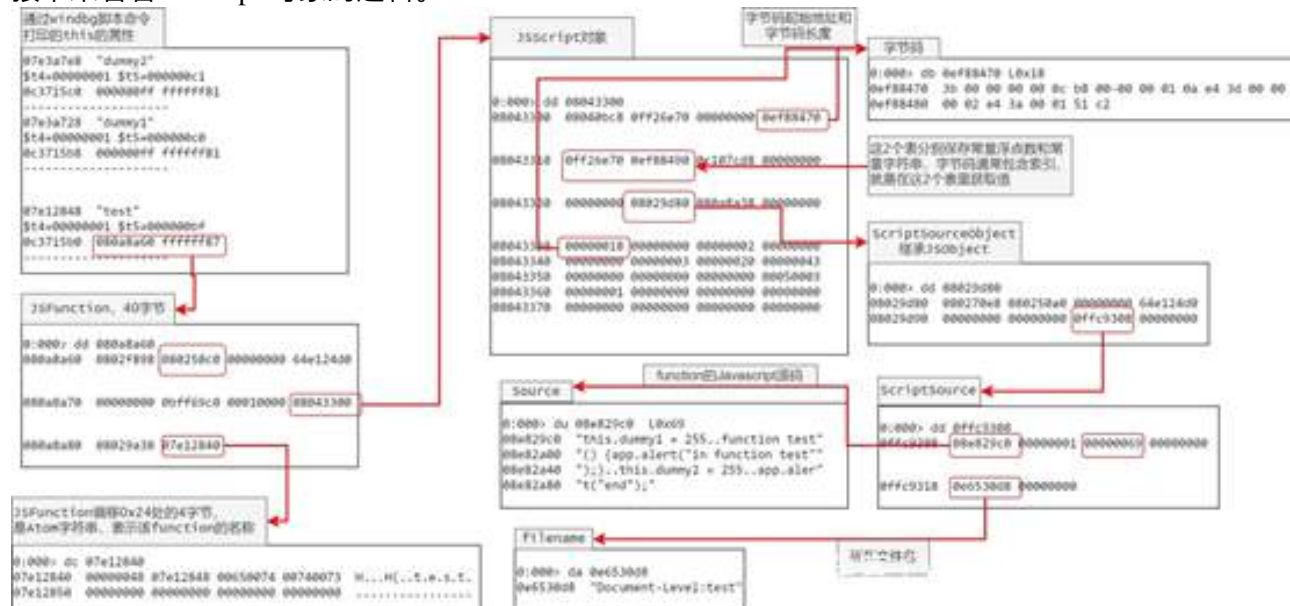 通过windbg脚本命令
打印的this的属性
07e3a7e8 "dummy2"
$t4=00000001 $t5=000000c1
0c3715c0 000000ff ffffff81
--------------------
07e3a728 "dummy1"
$t4=00000001 $t5=000000c0
0c3715b8 000000ff ffffff81
--------------------
07e12848 "test"
$t4=00000001 $t5=000000bf
0c3715b0 080a8a60 ffffff87
--------------------
JSFunction, 40字节
0:000> dd 080a8a60
080a8a60 0802f898 080250c0 00000000 64e124d0
080a8a70 00000000 0bff69c0 00010000 08043300
080a8a80 08029a38 07e12840
JSFunction偏移0x24处的4字节,
是Atom字符串、表示该function的名称
0:000> dc 07e12840
07e12840 00000048 07e12848 00650074 00740073 H...H(..t.e.s.t.
07e12850 00000000 00000000 00000000 00000000 ................
JSScript对象
0:000> dd 08043300
08043300 08040bc8 0ff26e70 00000000 0ef88470
08043310 0ff26e70 0ef88490 0c107cd8 00000000
08043320 00000000 08029d80 080a8a38 00000000
08043330 00000018 00000000 00000002 00000000
08043340 00000000 00000003 00000020 00000043
08043350 00000000 00000000 00000000 00050003
08043360 00000001 00000000 00000000 00000000
08043370 00000000 00000000 00000000 00000000
字节码起始地址和
字节码长度
字节码
0:000> db 0ef88470 L0x18
0ef88470 3b 00 00 00 00 0c b8 00-00 00 01 0a e4 3d 00 00
0ef88480 00 02 e4 3a 00 01 51 c2
这2个表分别保存常量浮点数和常
量字符串、字节码通常包含索引,
就是在这2个表里获取值
ScriptSourceObject
继承JSObject
0:000> dd 08029d80
08029d80 080270e8 080250a0 00000000 64e124d0
08029d90 00000000 00000000 0ffc9308 00000000
function的Javascript源码
Source
0:000> du 08e829c0 L0x69
08e829c0 "this.dummy1 = 255..function test"
08e82a00 "() {app.alert("in function test""
08e82a40 ");}..this.dummy2 = 255..app.aler"
08e82a80 "t("end");"
ScriptSource
0:000> dd 0ffc9308
0ffc9308 08e829c0 00000001 00000069 00000000
0ffc9318 0e6530d8 00000000
filename
0:000> da 0e6530d8
0e6530d8 "Document-Level:test"